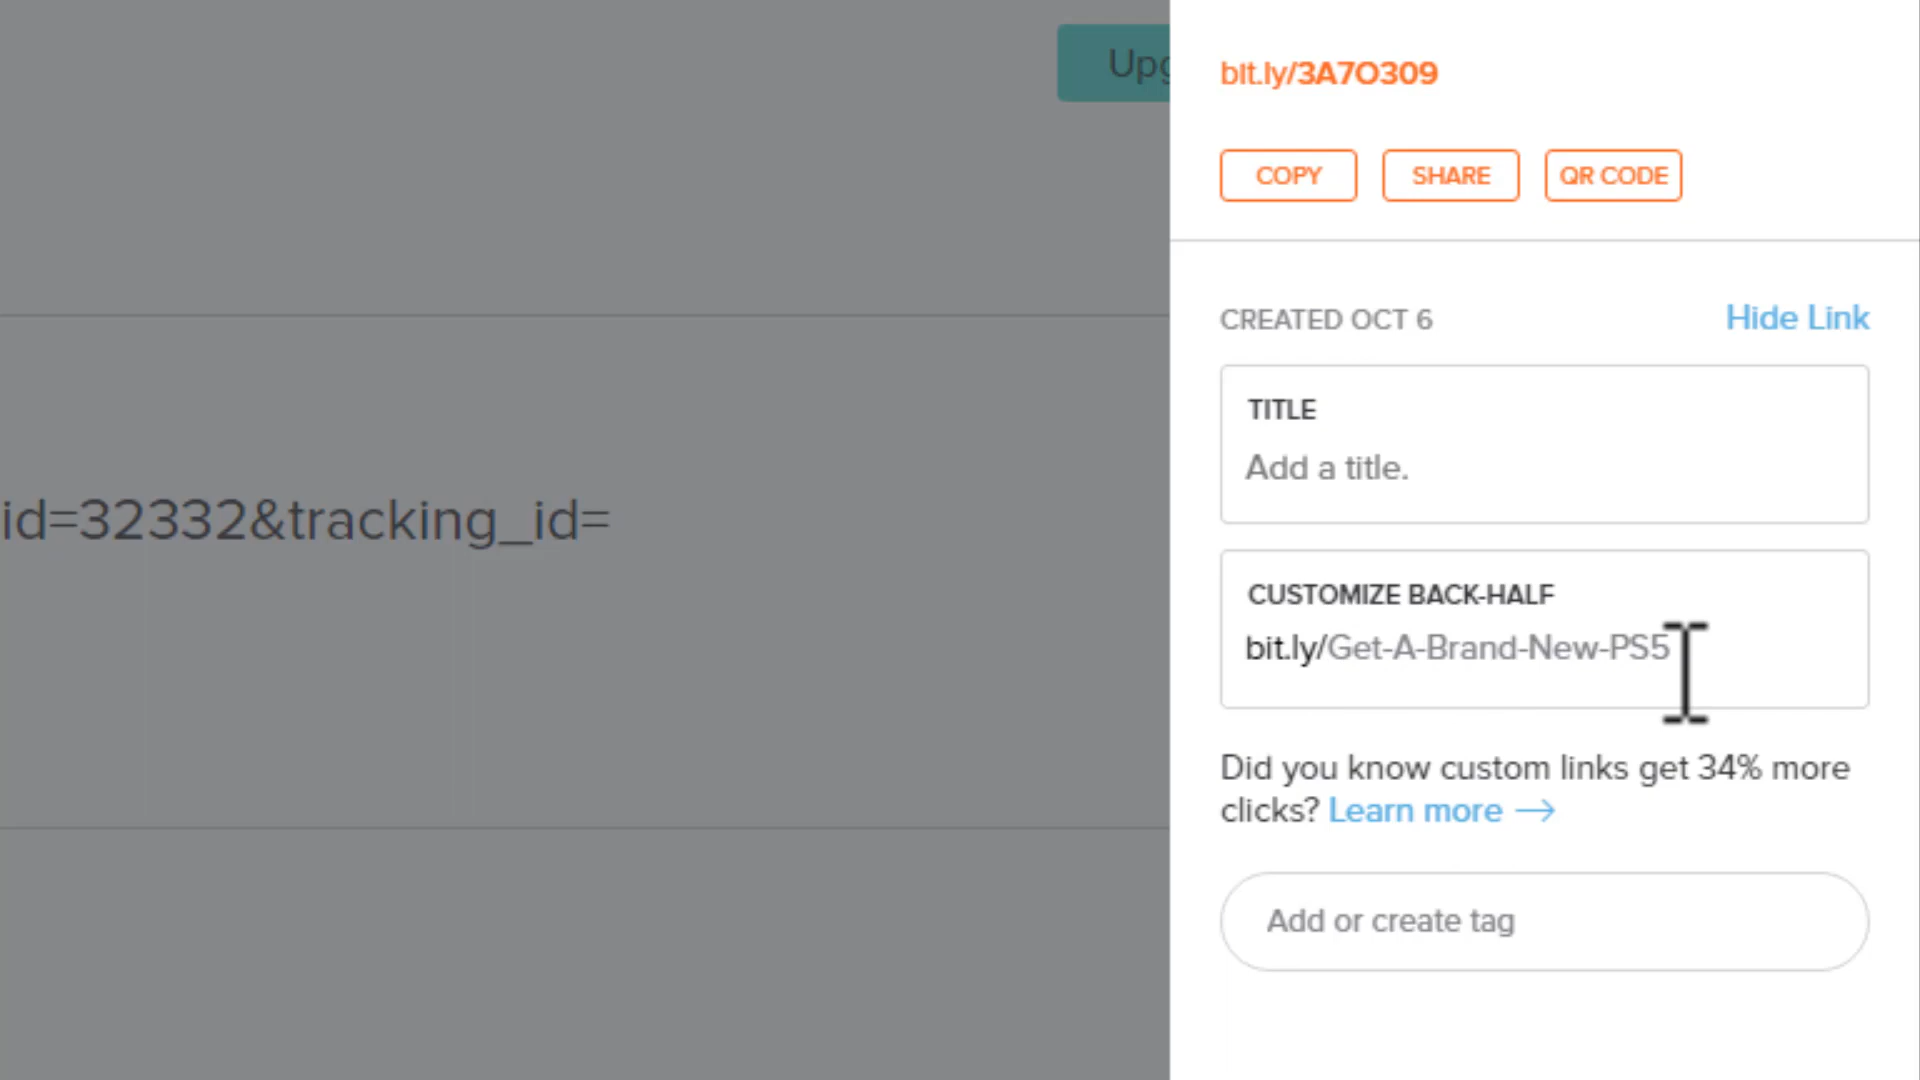 Upg
bit.ly/3A7O309
COPY SHARE QR CODE
CREATED OCT 6 Hide Link
TITLE
Add a title.
id=32332&tracking_id=
CUSTOMIZE BACK-HALF
bit.ly/Get-A-Brand-New-PS5
Did you know custom links get 34% more
clicks? Learn more →
Add or create tag